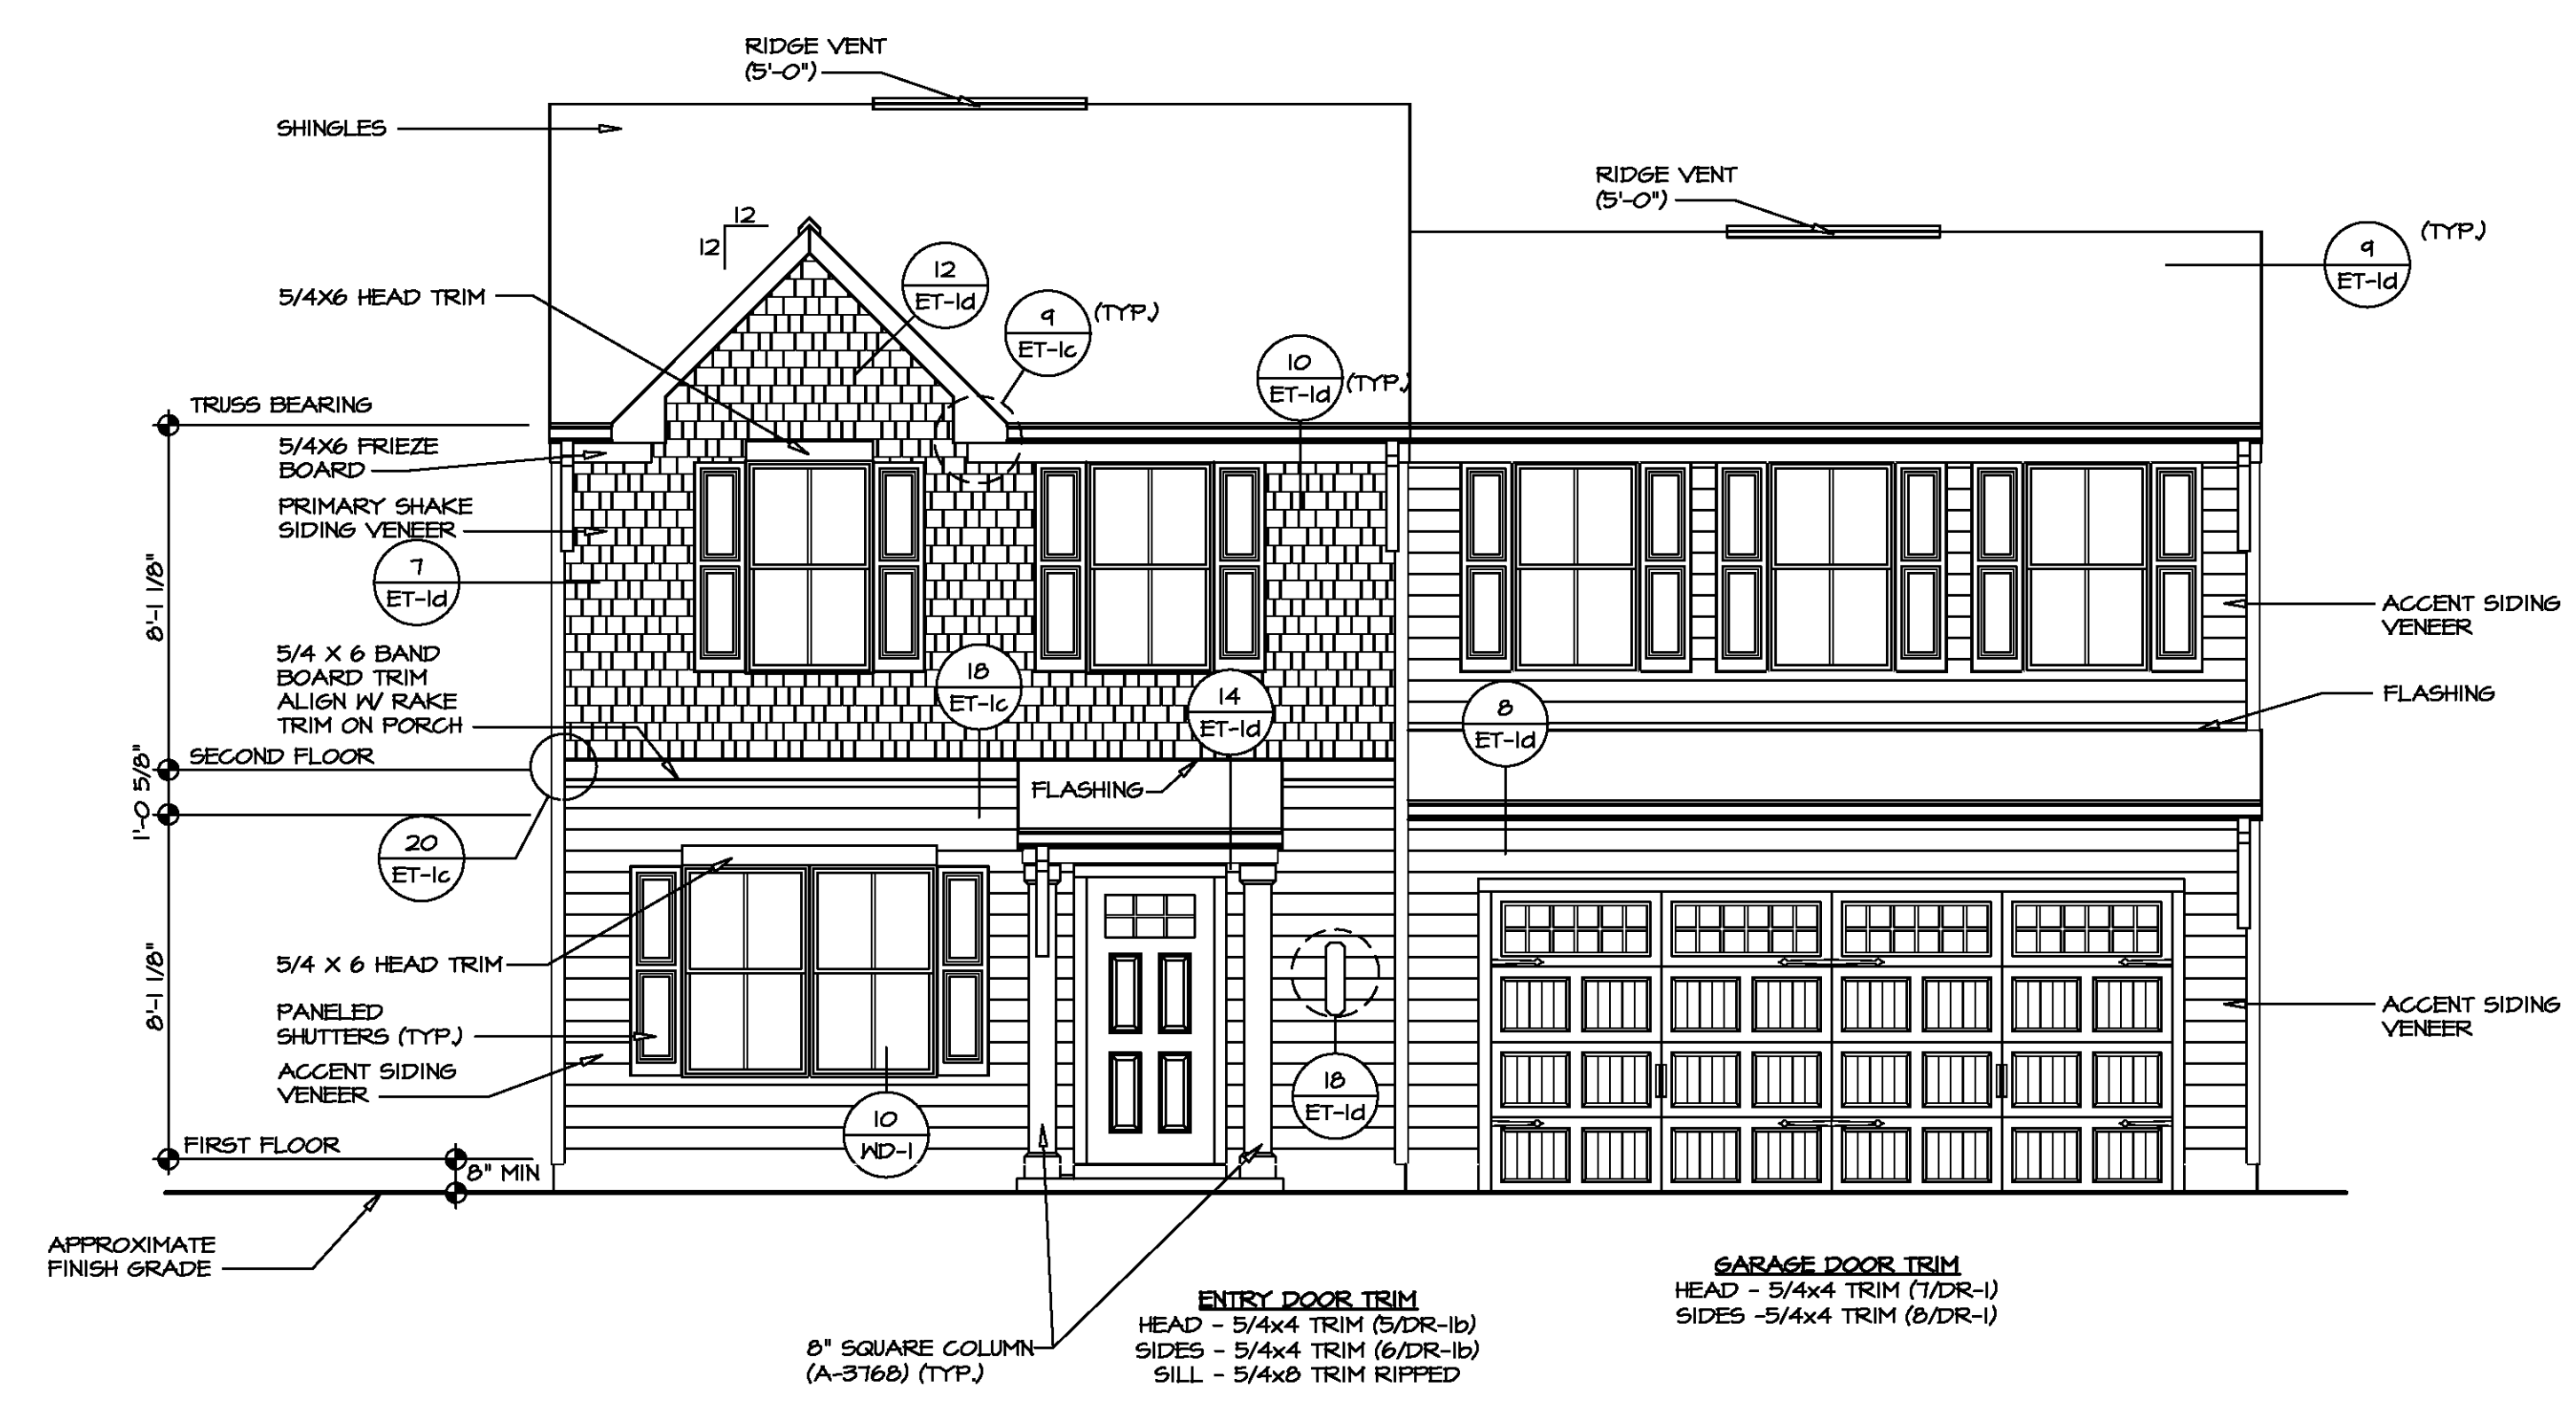 RIDGE VENT
(5'-0")
SHINGLES
RIDGE VENT
(5'-0")
12
12
9
ET-1d
(TYP.)
12
ET-1d
5/4X6 HEAD TRIM
9
ET-1c
(TYP.)
10
ET-1d
(TYP.)
TRUSS BEARING
5/4X6 FRIEZE
BOARD
PRIMARY SHAKE
SIDING VENEER
7
ET-1d
8'-1 1/8"
ACCENT SIDING
VENEER
5/4 X 6 BAND
BOARD TRIM
ALIGN W/ RAKE
TRIM ON PORCH
18
ET-1c
14
ET-1d
8
ET-1d
FLASHING
SECOND FLOOR
1'-0 5/8"
FLASHING
20
ET-1c
5/4 X 6 HEAD TRIM
8'-1 1/8"
PANELED
SHUTTERS (TYP.)
ACCENT SIDING
VENEER
ACCENT SIDING
VENEER
10
WD-1
18
ET-1d
FIRST FLOOR
8" MIN
APPROXIMATE
FINISH GRADE
8" SQUARE COLUMN
(A-3768) (TYP.)
ENTRY DOOR TRIM
HEAD - 5/4x4 TRIM (5/DR-1b)
SIDES - 5/4x4 TRIM (6/DR-1b)
SILL - 5/4x8 TRIM RIPPED
GARAGE DOOR TRIM
HEAD - 5/4x4 TRIM (7/DR-1)
SIDES -5/4x4 TRIM (8/DR-1)